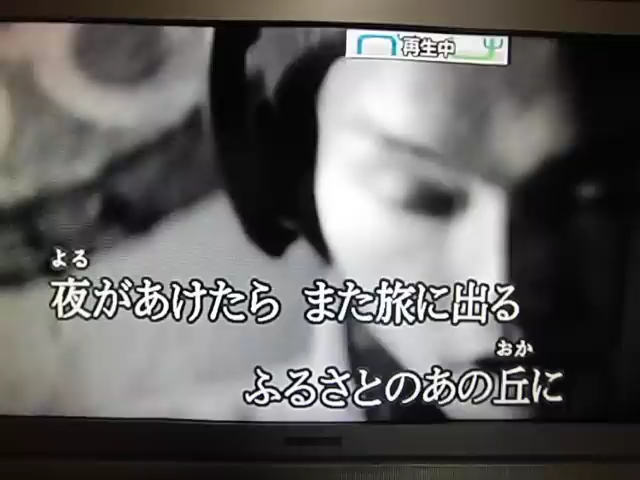 再生中
よる
夜があけたら また旅に出る
おか
ふるさとのあの丘に